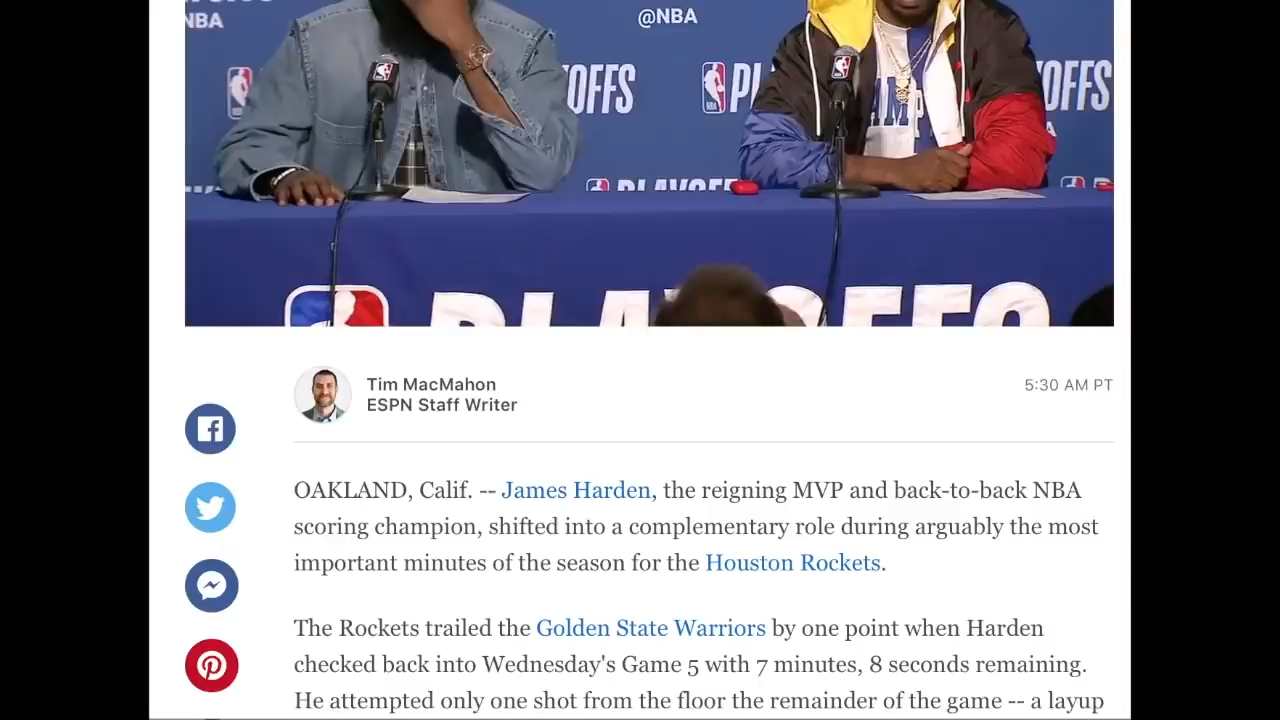 NBA
@NBA
OFFS
PL
OFFS
PLAYOFF
PLAYOFFS
Tim MacMahon
5:30 AM PT
ESPN Staff Writer
OAKLAND, Calif. -- James Harden, the reigning MVP and back-to-back NBA
scoring champion, shifted into a complementary role during arguably the most
important minutes of the season for the
Houston Rockets.
The Rockets trailed the Golden State Warriors by one point when Harden
checked back into Wednesday's Game 5 with 7 minutes, 8 seconds remaining.
He attempted only one shot from the floor the remainder of the game -- a layup